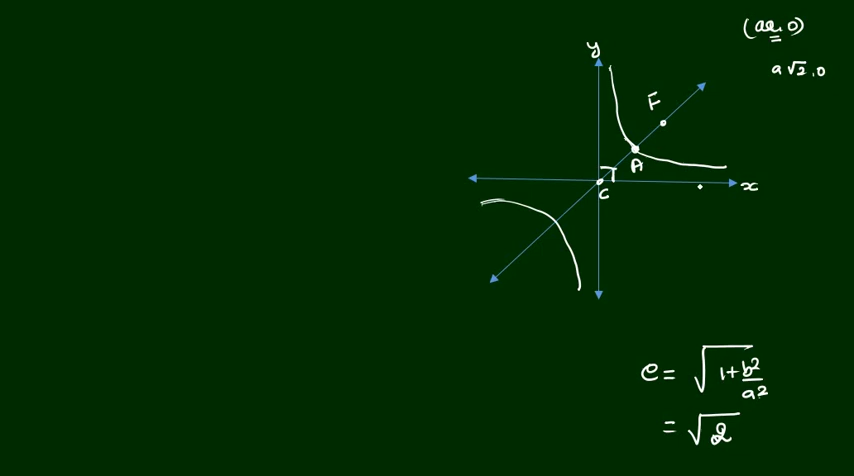 (ae, 0)
a√2, 0
y
F
A
x
C
e = √(1+b²/a²)
= √2